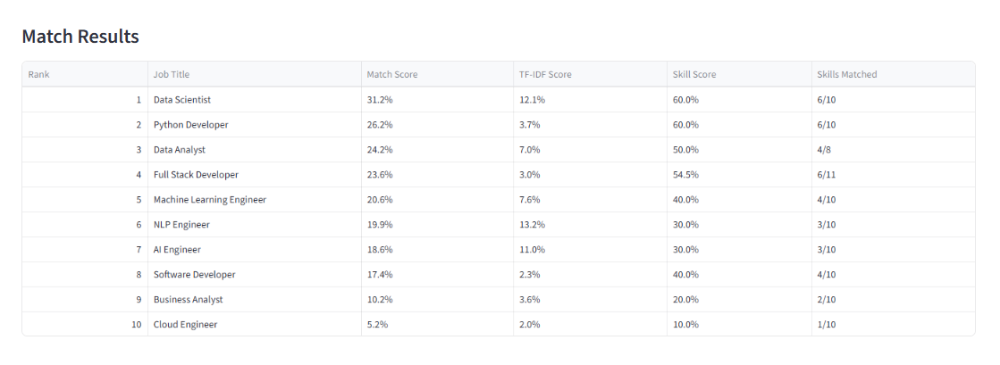 Match Results
Rank Job Title Match Score TF-IDF Score Skill Score Skills Matched
1 Data Scientist 31.2% 12.1% 60.0% 6/10
2 Python Developer 26.2% 3.7% 60.0% 6/10
3 Data Analyst 24.2% 7.0% 50.0% 4/8
4 Full Stack Developer 23.6% 3.0% 54.5% 6/11
5 Machine Learning Engineer 20.6% 7.6% 40.0% 4/10
6 NLP Engineer 19.9% 13.2% 30.0% 3/10
7 AI Engineer 18.6% 11.0% 30.0% 3/10
8 Software Developer 17.4% 2.3% 40.0% 4/10
9 Business Analyst 10.2% 3.6% 20.0% 2/10
10 Cloud Engineer 5.2% 2.0% 10.0% 1/10